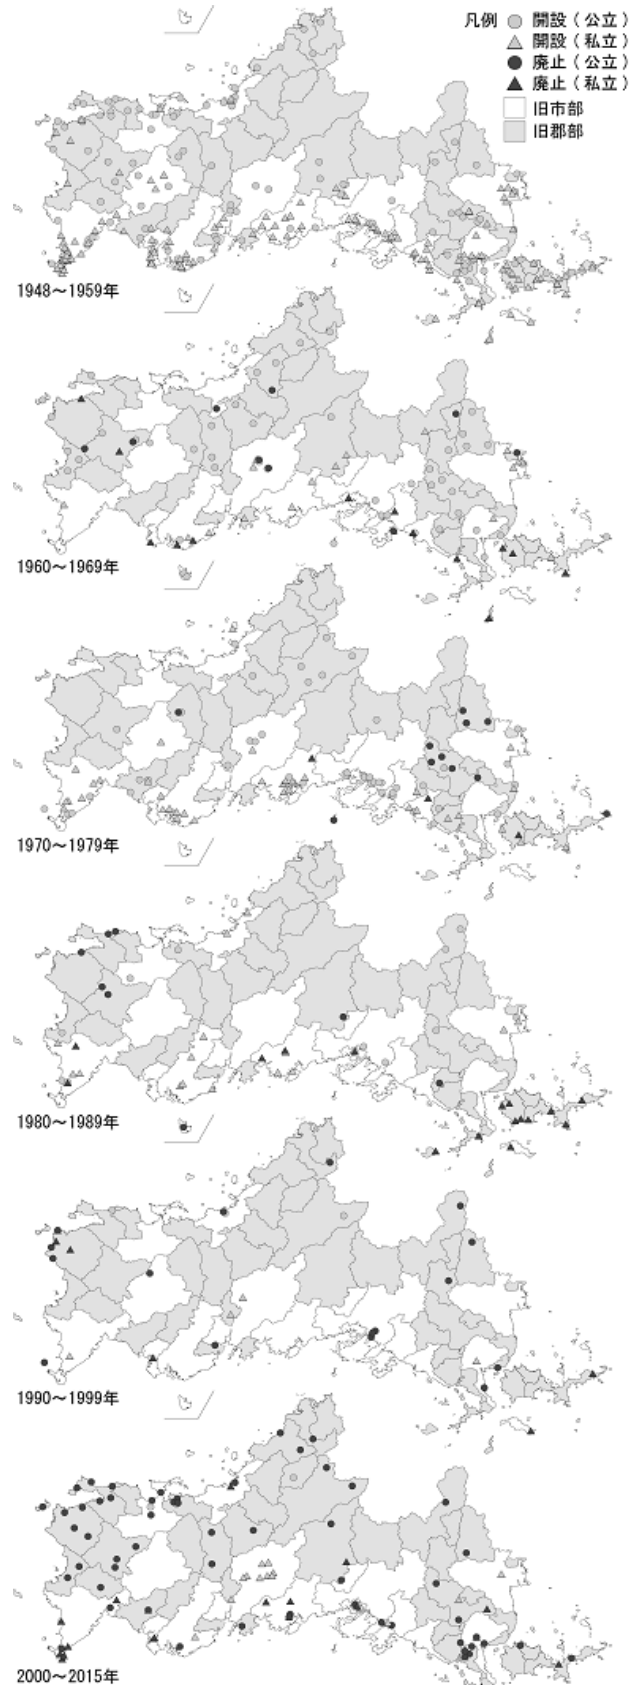 凡例 開設（公立）
開設（私立）
廃止（公立）
廃止（私立）
旧市部
旧郡部
1948〜1959年
1960〜1969年
1970〜1979年
1980〜1989年
1990〜1999年
2000〜2015年